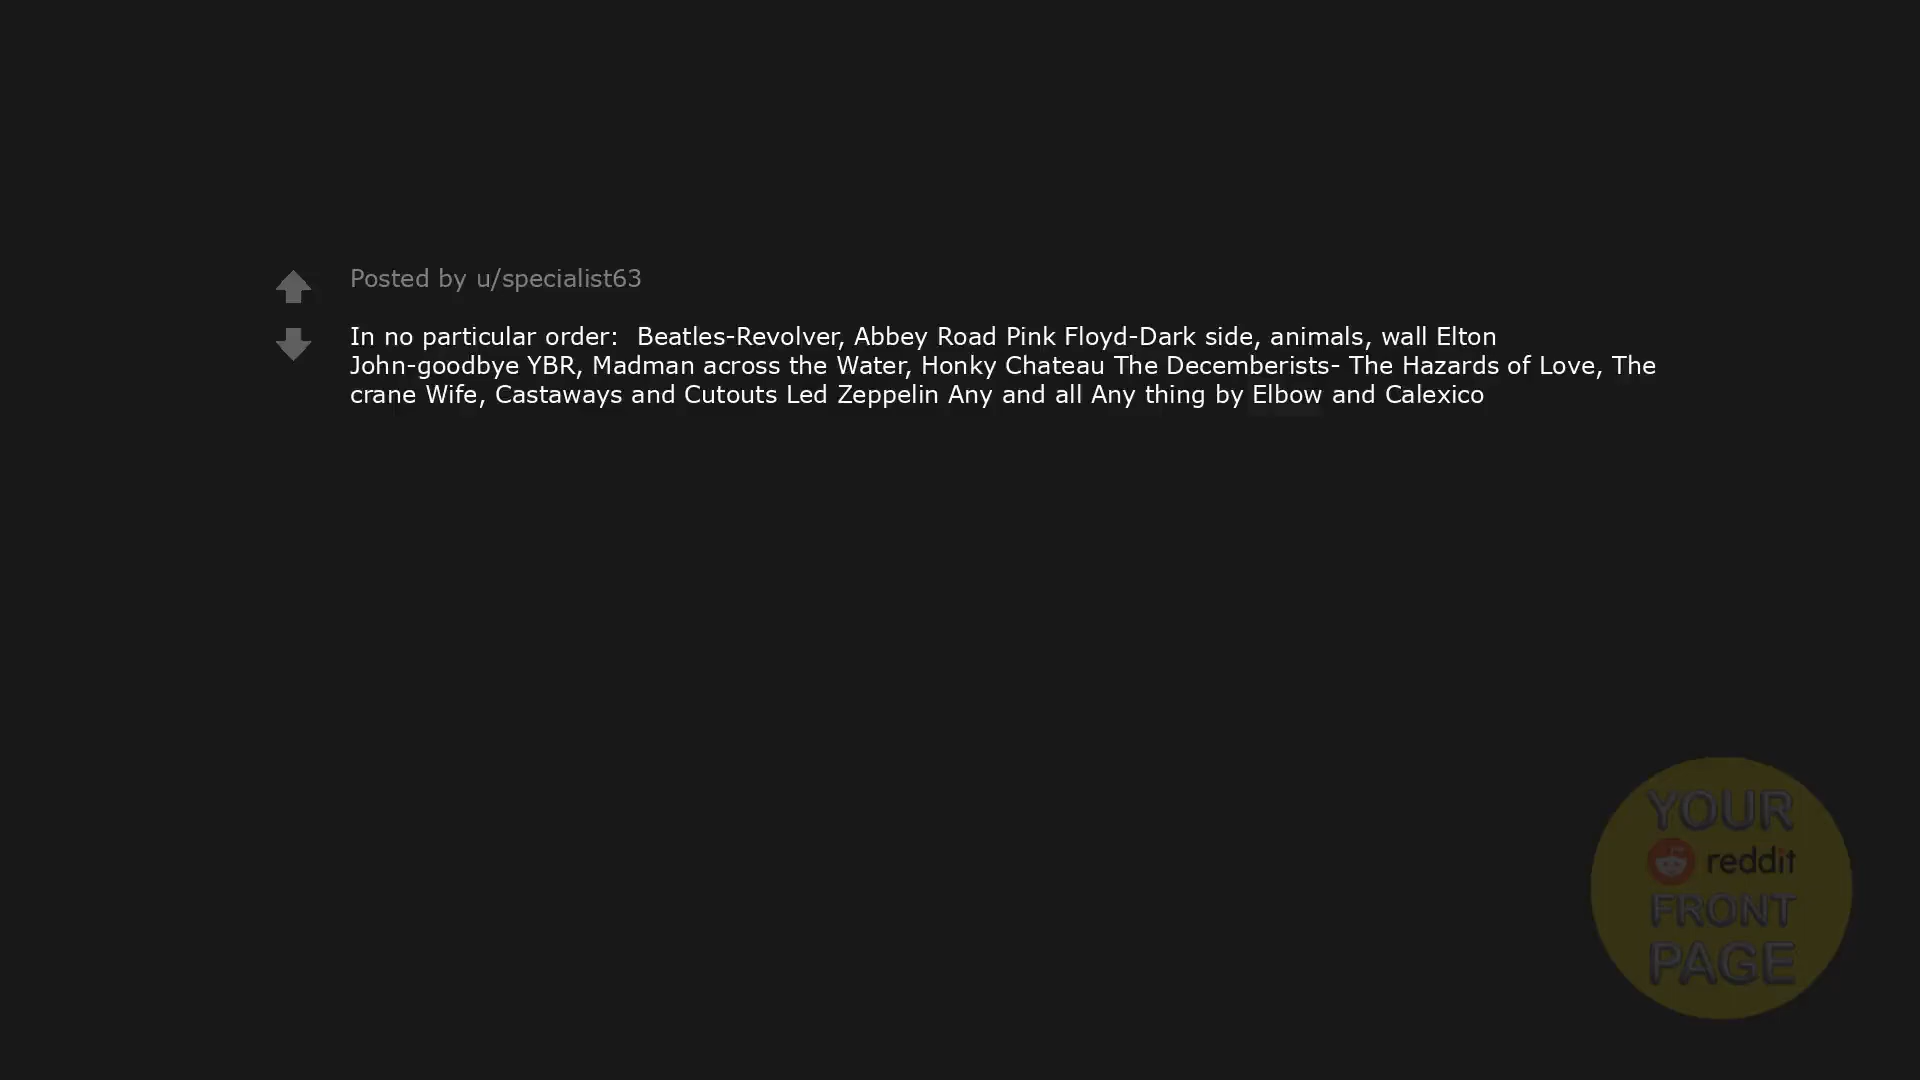 Posted by u/specialist63
In no particular order:  Beatles-Revolver, Abbey Road Pink Floyd-Dark side, animals, wall Elton
John-goodbye YBR, Madman across the Water, Honky Chateau The Decemberists- The Hazards of Love, The
crane Wife, Castaways and Cutouts Led Zeppelin Any and all Any thing by Elbow and Calexico
YOUR
reddit
FRONT
PAGE